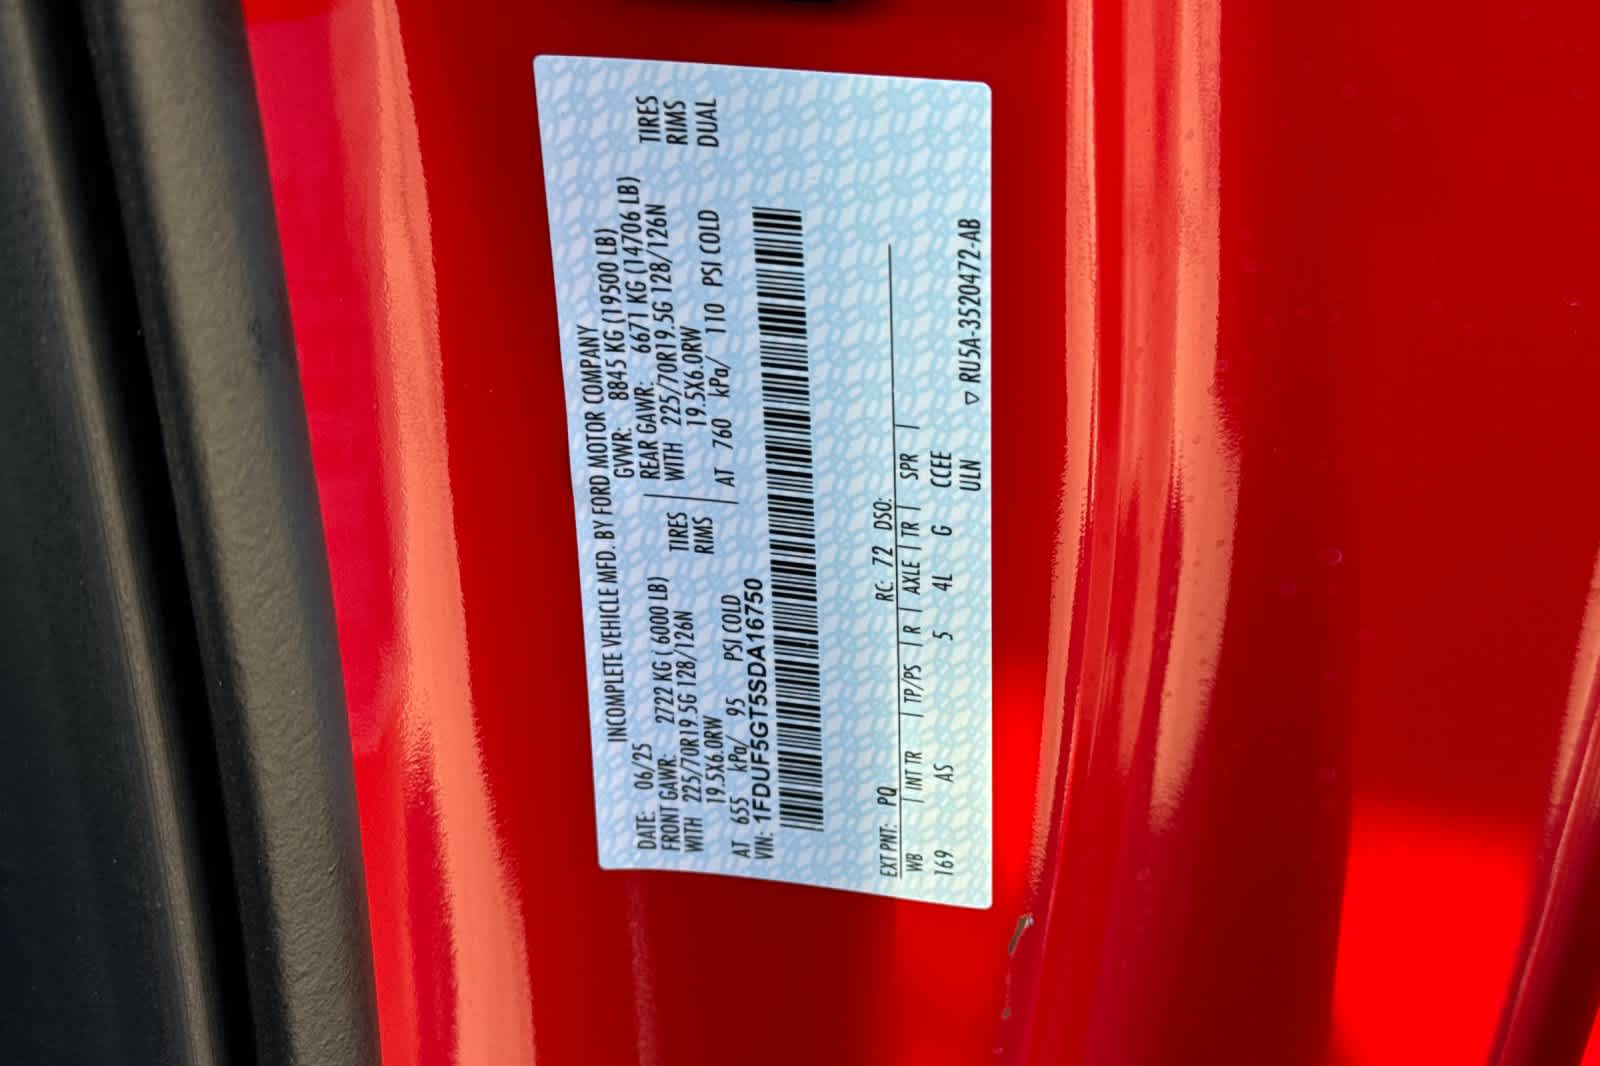 INCOMPLETE VEHICLE MFD. BY FORD MOTOR COMPANY
DATE: 06/25 GVWR: 8845 KG (19500 LB)
FRONT GAWR: 2722 KG ( 6000 LB) REAR GAWR: 6671 KG (14706 LB)
WITH 225/70R19.5G 128/126N TIRES WITH 225/70R19.5G 128/126N TIRES
19.5X6.0RW RIMS 19.5X6.0RW RIMS
AT 655 kPa/ 95 PSI COLD AT 760 kPa/ 110 PSI COLD DUAL
VIN: 1FDUF5GT5SDA16750
EXT PNT: PQ RC: 72 DSO:
WB | INT TR | TP/PS | R | AXLE | TR | SPR |
169 AS 5 4L G CCEE
ULN ▽ RU5A-3520472-AB